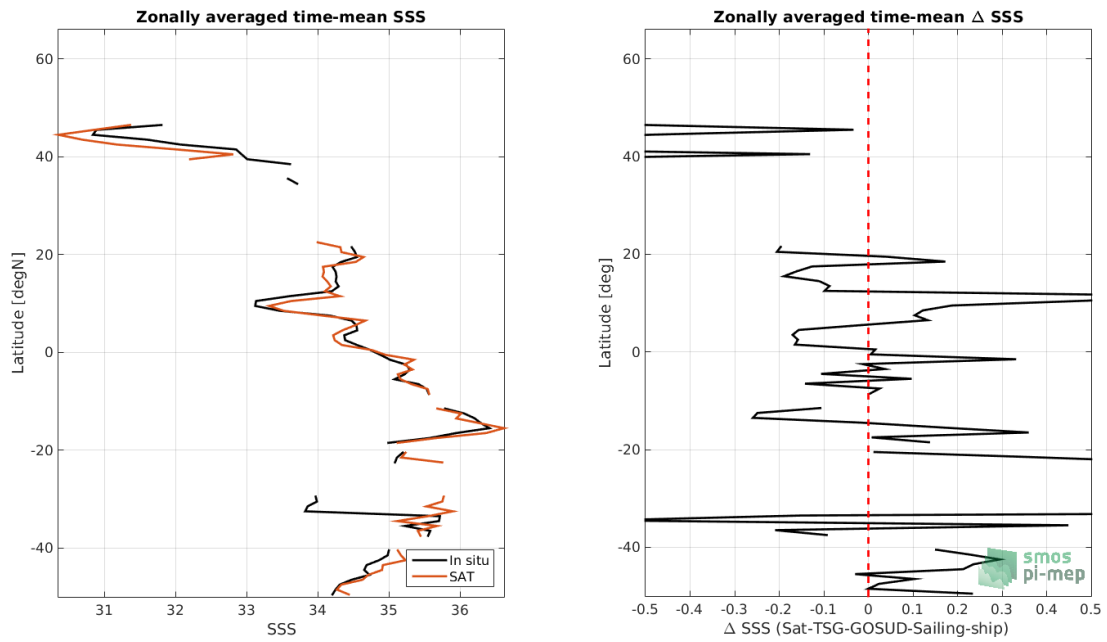 Zonally averaged time-mean SSS
60
40
20
0
-20
-40
Latitude [degN]
31
32
33
34
35
36
SSS
In situ
SAT
Zonally averaged time-mean Δ SSS
60
40
20
0
-20
-40
Latitude [deg]
-0.5
-0.4
-0.3
-0.2
-0.1
0
0.1
0.2
0.3
0.4
0.5
Δ SSS (Sat-TSG-GOSUD-Sailing-ship)
smos
pi-mep